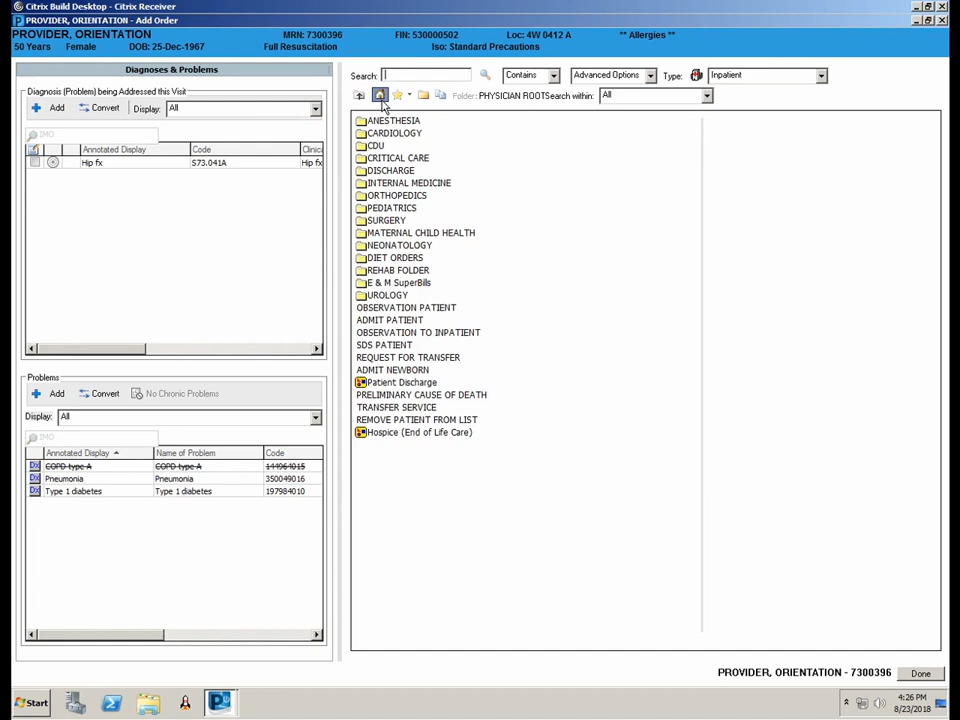 Citrix Build Desktop - Citrix Receiver
PROVIDER, ORIENTATION - Add Order
PROVIDER, ORIENTATION MRN: 7300396 FIN: 530000502 Loc: 4W 0412 A ** Allergies **
50 Years Female DOB: 25-Dec-1967 Full Resuscitation Iso: Standard Precautions
Diagnoses & Problems
Diagnosis (Problem) being Addressed this Visit
Add Convert Display: All
IMO
Annotated Display Code Clinica
Hip fx S73.041A Hip fx
Problems
Add Convert No Chronic Problems
Display: All
IMO
Annotated Display Name of Problem Code
COPD type A COPD type A 144964015
Pneumonia Pneumonia 350049016
Type 1 diabetes Type 1 diabetes 197984010
Search: Contains Advanced Options Type: Inpatient
Folder: PHYSICIAN ROOT Search within: All
ANESTHESIA
CARDIOLOGY
CDU
CRITICAL CARE
DISCHARGE
INTERNAL MEDICINE
ORTHOPEDICS
PEDIATRICS
SURGERY
MATERNAL CHILD HEALTH
NEONATOLOGY
DIET ORDERS
REHAB FOLDER
E & M SuperBills
UROLOGY
OBSERVATION PATIENT
ADMIT PATIENT
OBSERVATION TO INPATIENT
SDS PATIENT
REQUEST FOR TRANSFER
ADMIT NEWBORN
Patient Discharge
PRELIMINARY CAUSE OF DEATH
TRANSFER SERVICE
REMOVE PATIENT FROM LIST
Hospice (End of Life Care)
PROVIDER, ORIENTATION - 7300396 Done
Start 4:26 PM
8/23/2018